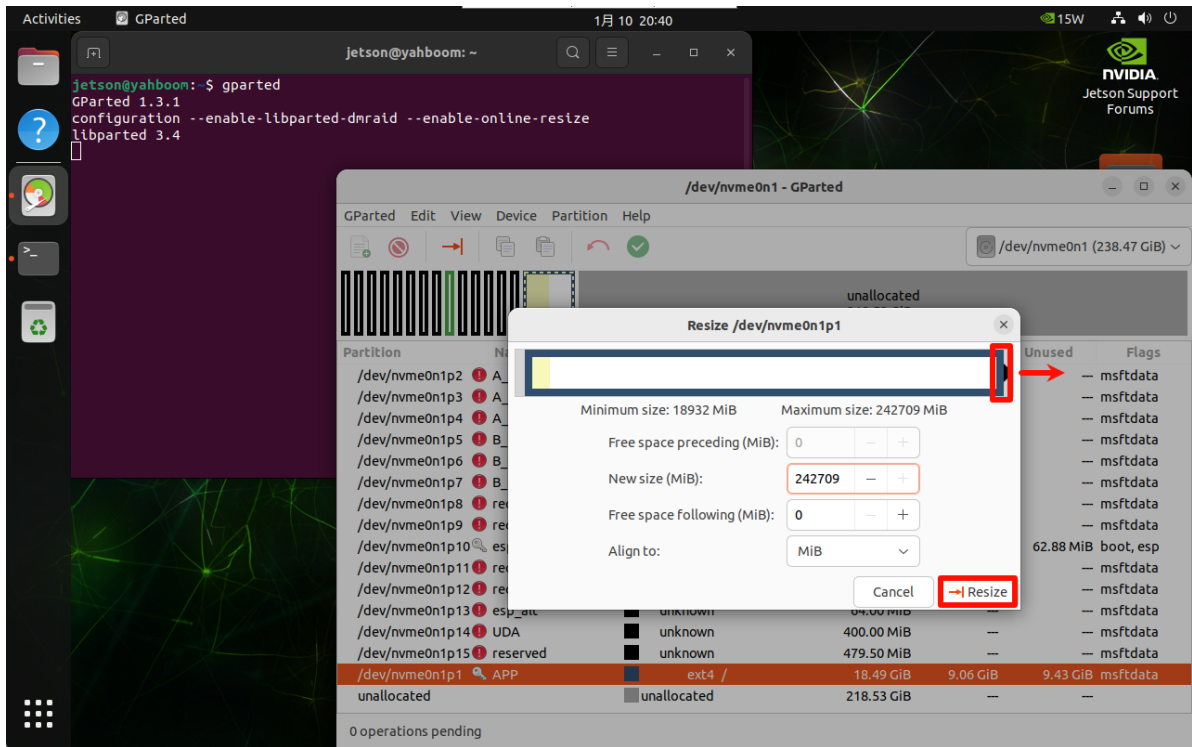 Activities GParted 1月 10 20:40 15W
jetson@yahboom: ~
jetson@yahboom:~$ gparted
GParted 1.3.1
configuration --enable-libparted-dmraid --enable-online-resize
libparted 3.4
NVIDIA.
Jetson Support
Forums
/dev/nvme0n1 - GParted
GParted Edit View Device Partition Help
/dev/nvme0n1 (238.47 GiB)
unallocated
Resize /dev/nvme0n1p1
Minimum size: 18932 MiB Maximum size: 242709 MiB
Free space preceding (MiB): 0
New size (MiB): 242709
Free space following (MiB): 0
Align to: MiB
Cancel Resize
Partition Unused Flags
/dev/nvme0n1p2 A_ --- msftdata
/dev/nvme0n1p3 A_ --- msftdata
/dev/nvme0n1p4 A_ --- msftdata
/dev/nvme0n1p5 B_ --- msftdata
/dev/nvme0n1p6 B_ --- msftdata
/dev/nvme0n1p7 B_ --- msftdata
/dev/nvme0n1p8 --- msftdata
/dev/nvme0n1p9 --- msftdata
/dev/nvme0n1p10 62.88 MiB boot, esp
/dev/nvme0n1p11 --- msftdata
/dev/nvme0n1p12 --- msftdata
/dev/nvme0n1p13 esp_alt unknown 64.00 MiB --- --- msftdata
/dev/nvme0n1p14 UDA unknown 400.00 MiB --- --- msftdata
/dev/nvme0n1p15 reserved unknown 479.50 MiB --- --- msftdata
/dev/nvme0n1p1 APP ext4 / 18.49 GiB 9.06 GiB 9.43 GiB msftdata
unallocated unallocated 218.53 GiB --- ---
0 operations pending